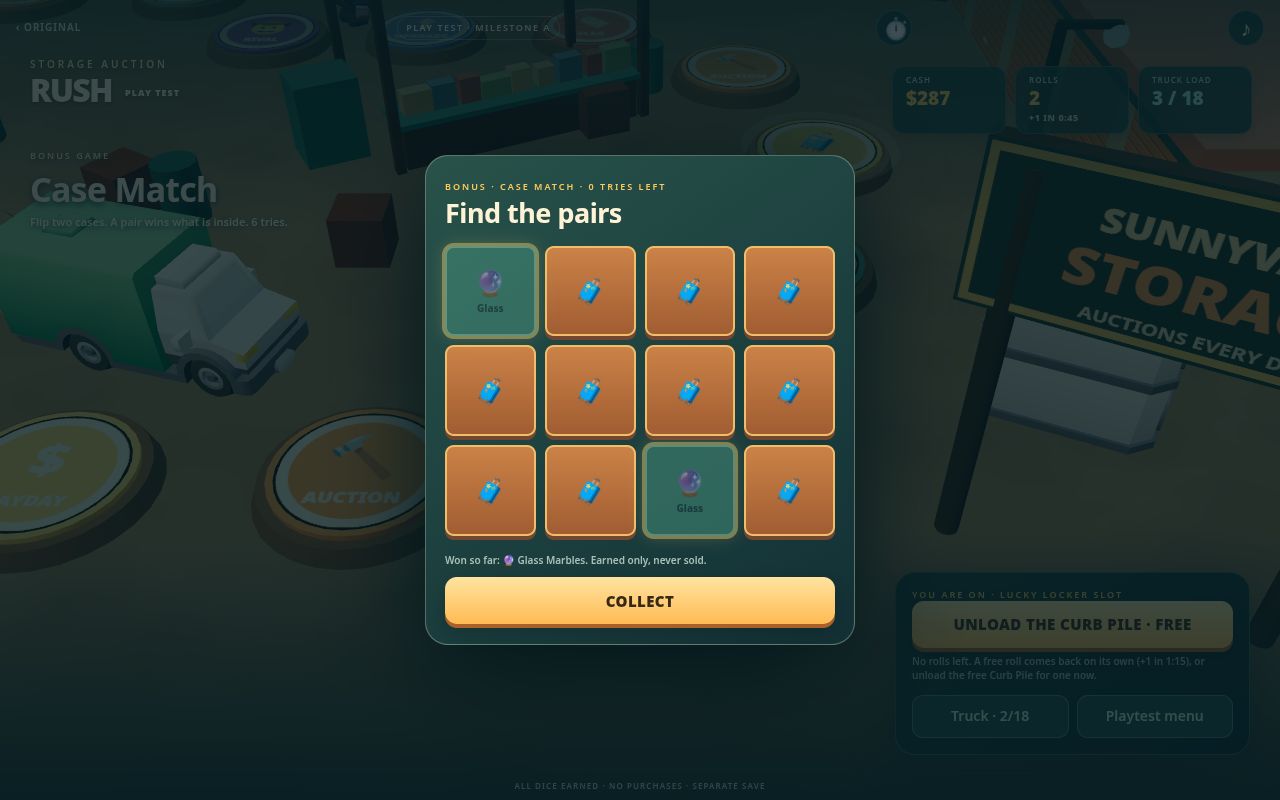 ‹ ORIGINAL
PLAY TEST · MILESTONE A
STORAGE AUCTION
RUSH PLAY TEST
BONUS GAME
Case Match
Flip two cases. A pair wins what is inside. 6 tries.
CASH
$287
ROLLS
2
+1 IN 0:45
TRUCK LOAD
3 / 18
RIVAL
AUCTION
SUNNYV
STORA
AUCTIONS EVERY D
BONUS · CASE MATCH · 0 TRIES LEFT
Find the pairs
Glass
Glass
Won so far: 🔮 Glass Marbles. Earned only, never sold.
COLLECT
$
AYDAY
AUCTION
YOU ARE ON · LUCKY LOCKER SLOT
UNLOAD THE CURB PILE · FREE
No rolls left. A free roll comes back on its own (+1 in 1:15), or
unload the free Curb Pile for one now.
Truck · 2/18
Playtest menu
ALL DICE EARNED · NO PURCHASES · SEPARATE SAVE